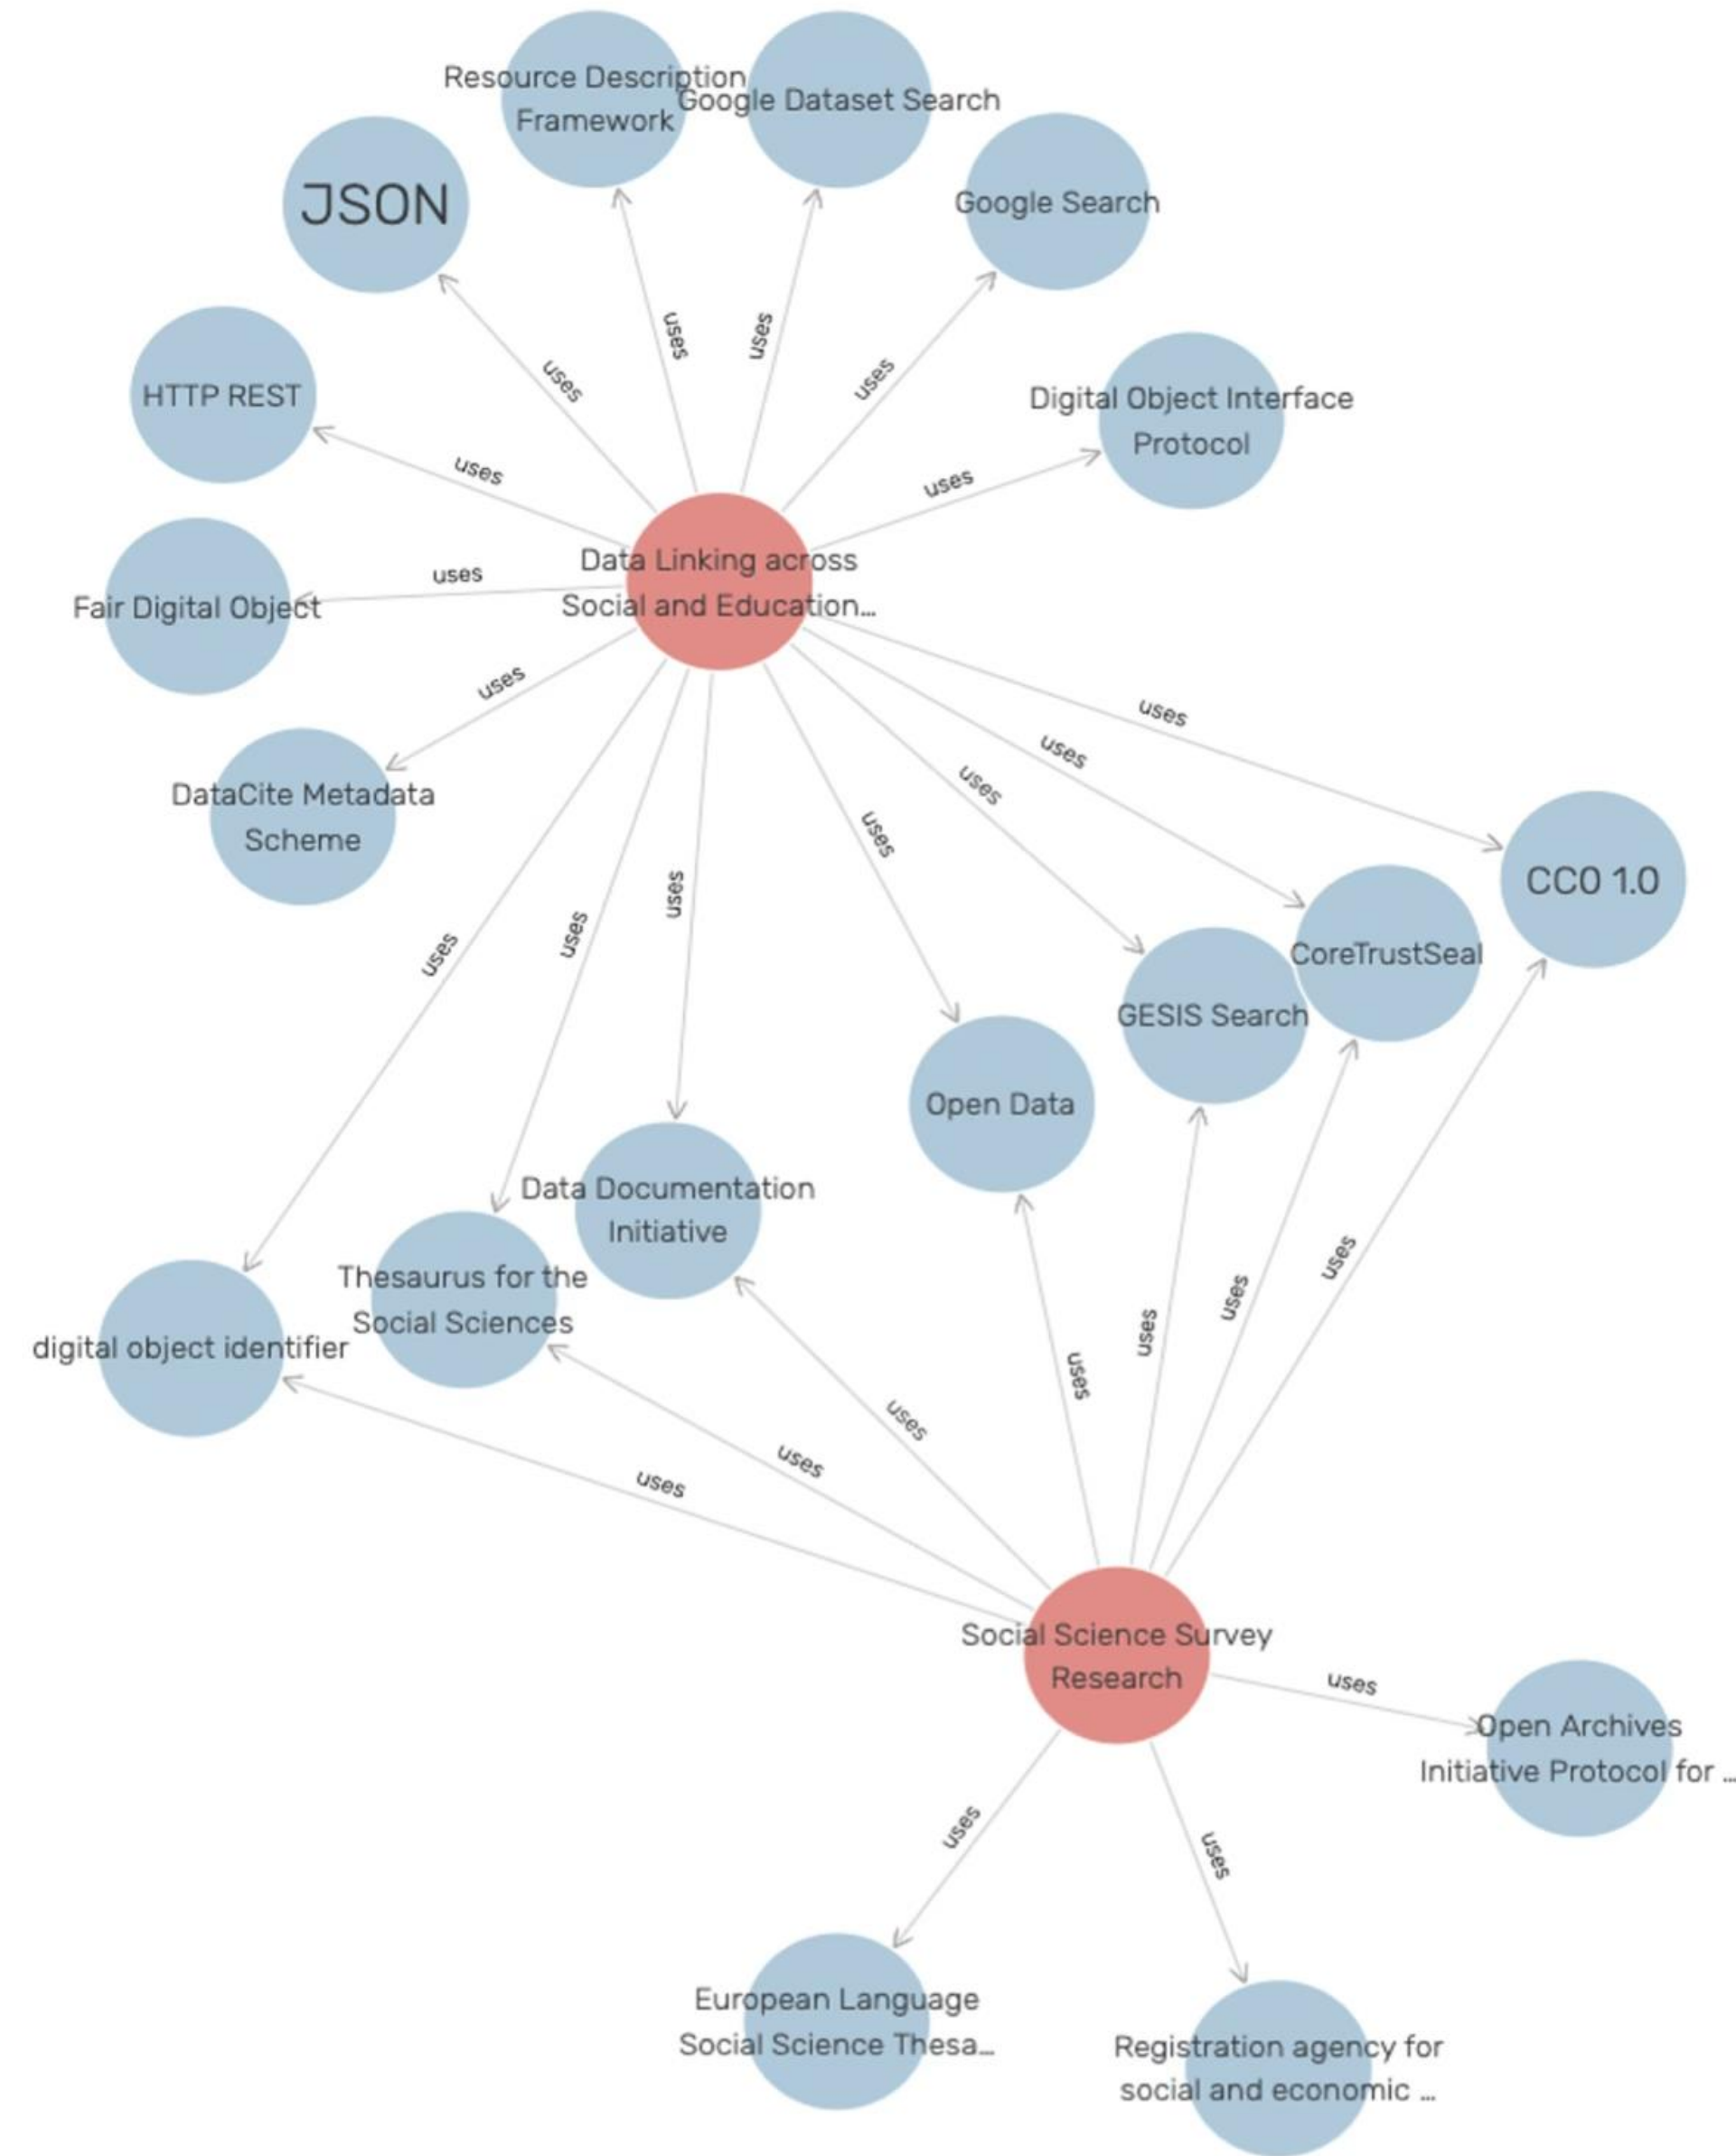 Resource Description
Framework
Google Dataset Search
JSON
Google Search
uses
uses
uses
uses
HTTP REST
Digital Object Interface
Protocol
uses
uses
Data Linking across
Social and Education…
uses
Fair Digital Object
uses
uses
uses
uses
DataCite Metadata
Scheme
uses
uses
uses
uses
CC0 1.0
CoreTrustSeal
GESIS Search
Open Data
Data Documentation
Initiative
Thesaurus for the
Social Sciences
digital object identifier
uses
uses
uses
uses
uses
uses
uses
Social Science Survey
Research
uses
Open Archives
Initiative Protocol for …
uses
uses
European Language
Social Science Thesa…
Registration agency for
social and economic …